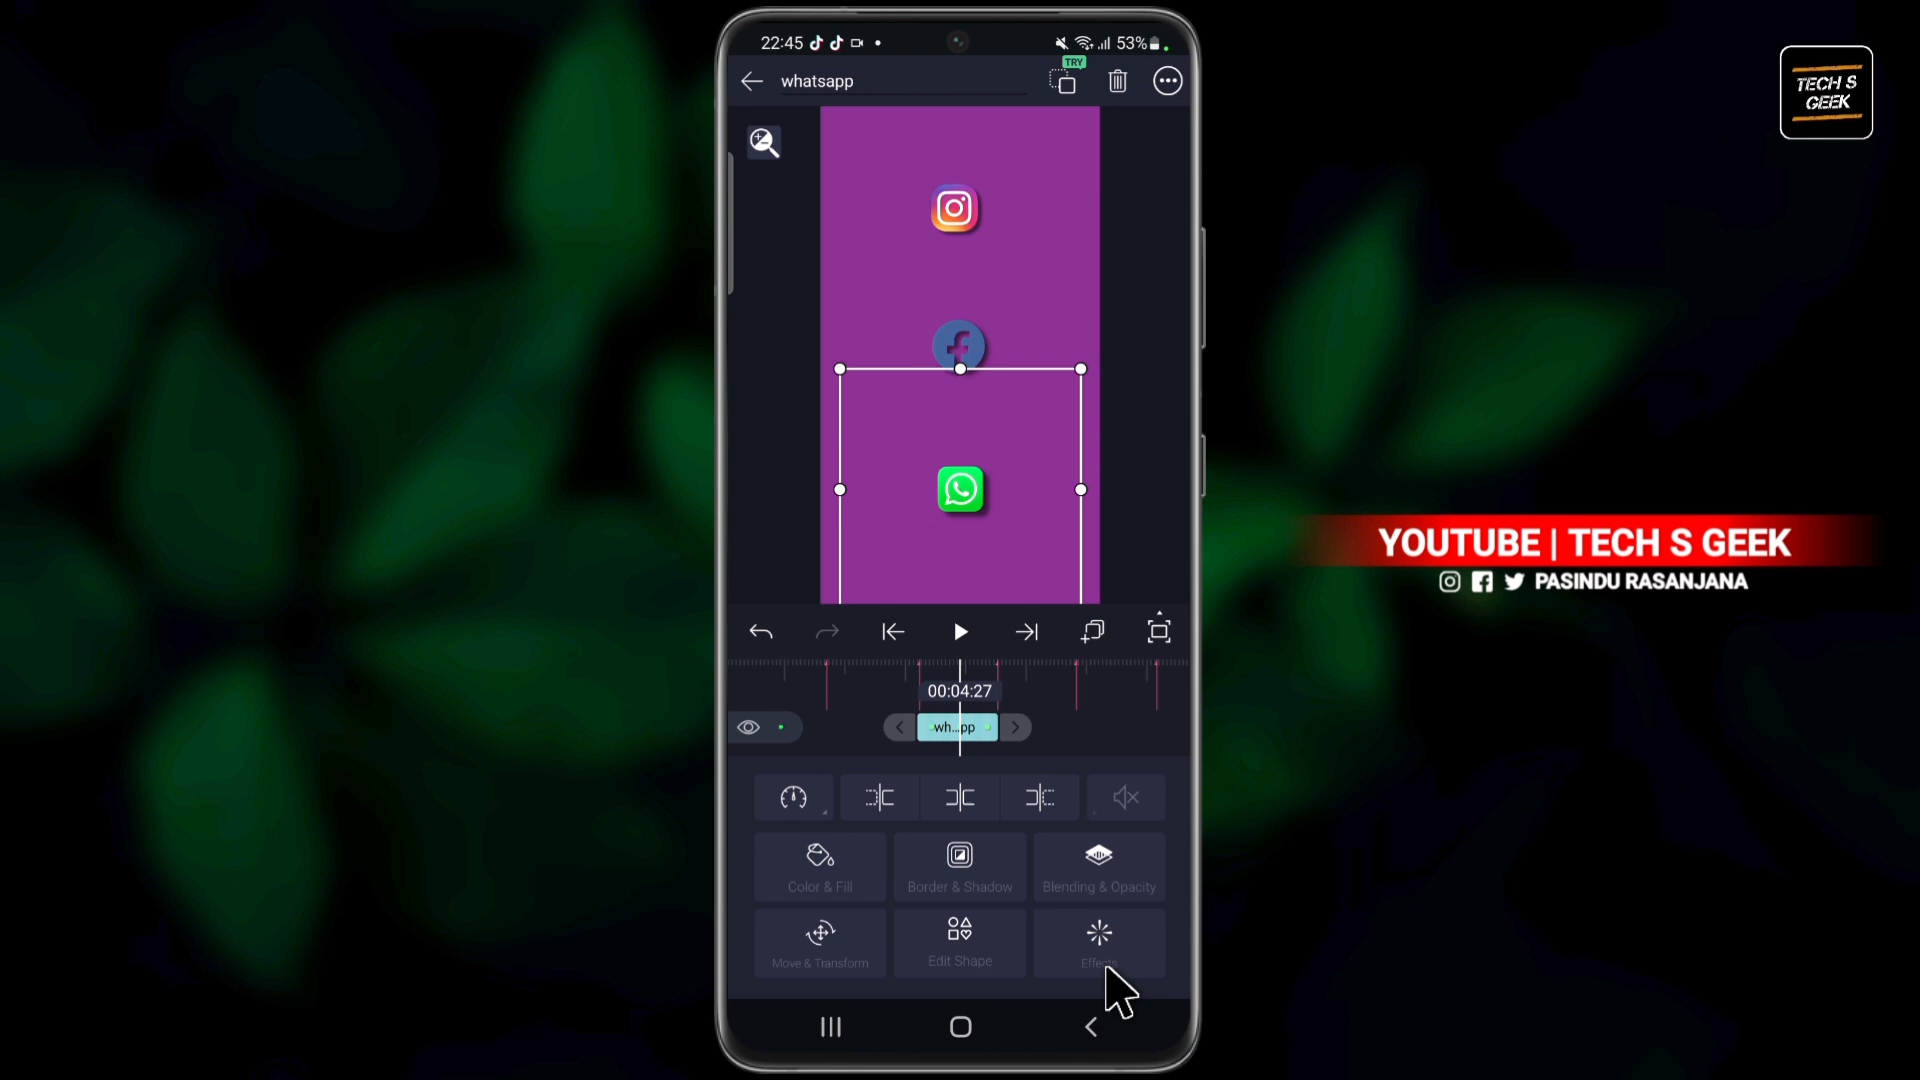 22:45
53%
TRY
whatsapp
00:04:27
wh...pp
Color & Fill
Border & Shadow
Blending & Opacity
Move & Transform
Edit Shape
Effects
TECH S
GEEK
YOUTUBE | TECH S GEEK
PASINDU RASANJANA